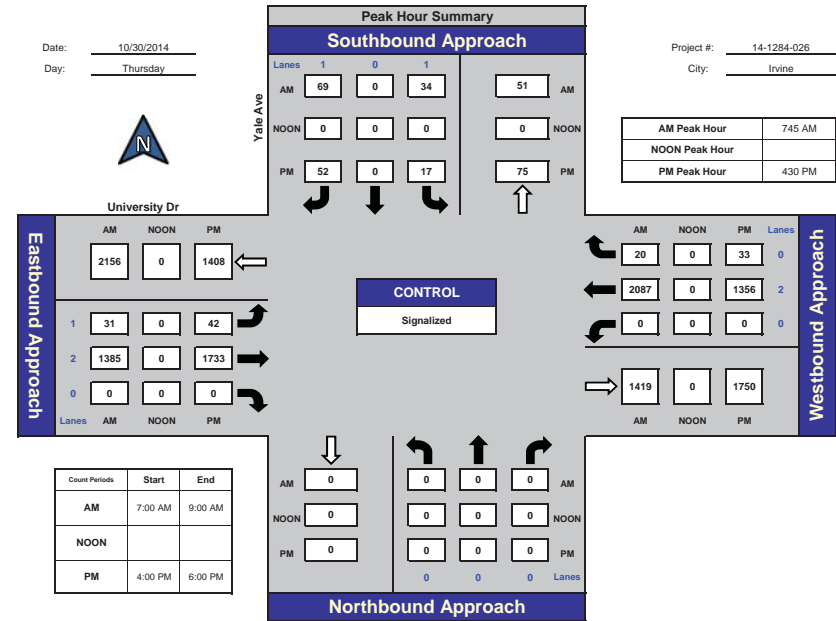 Peak Hour Summary
Southbound Approach
Date: 10/30/2014
Day: Thursday
Project #: 14-1284-026
City: Irvine
Lanes 1 0 1
AM 69 0 34 51 AM
NOON 0 0 0 0 NOON
PM 52 0 17 75 PM
Yale Ave
N
AM Peak Hour 745 AM
NOON Peak Hour
PM Peak Hour 430 PM
University Dr
Eastbound Approach
AM NOON PM
2156 0 1408
1 31 0 42
2 1385 0 1733
0 0 0 0
Lanes AM NOON PM
CONTROL
Signalized
AM NOON PM Lanes
20 0 33 0
2087 0 1356 2
0 0 0 0
1419 0 1750
AM NOON PM
Westbound Approach
Count Periods Start End
AM 7:00 AM 9:00 AM
NOON
PM 4:00 PM 6:00 PM
AM 0 0 0 0 AM
NOON 0 0 0 0 NOON
PM 0 0 0 0 PM
0 0 0 Lanes
Northbound Approach